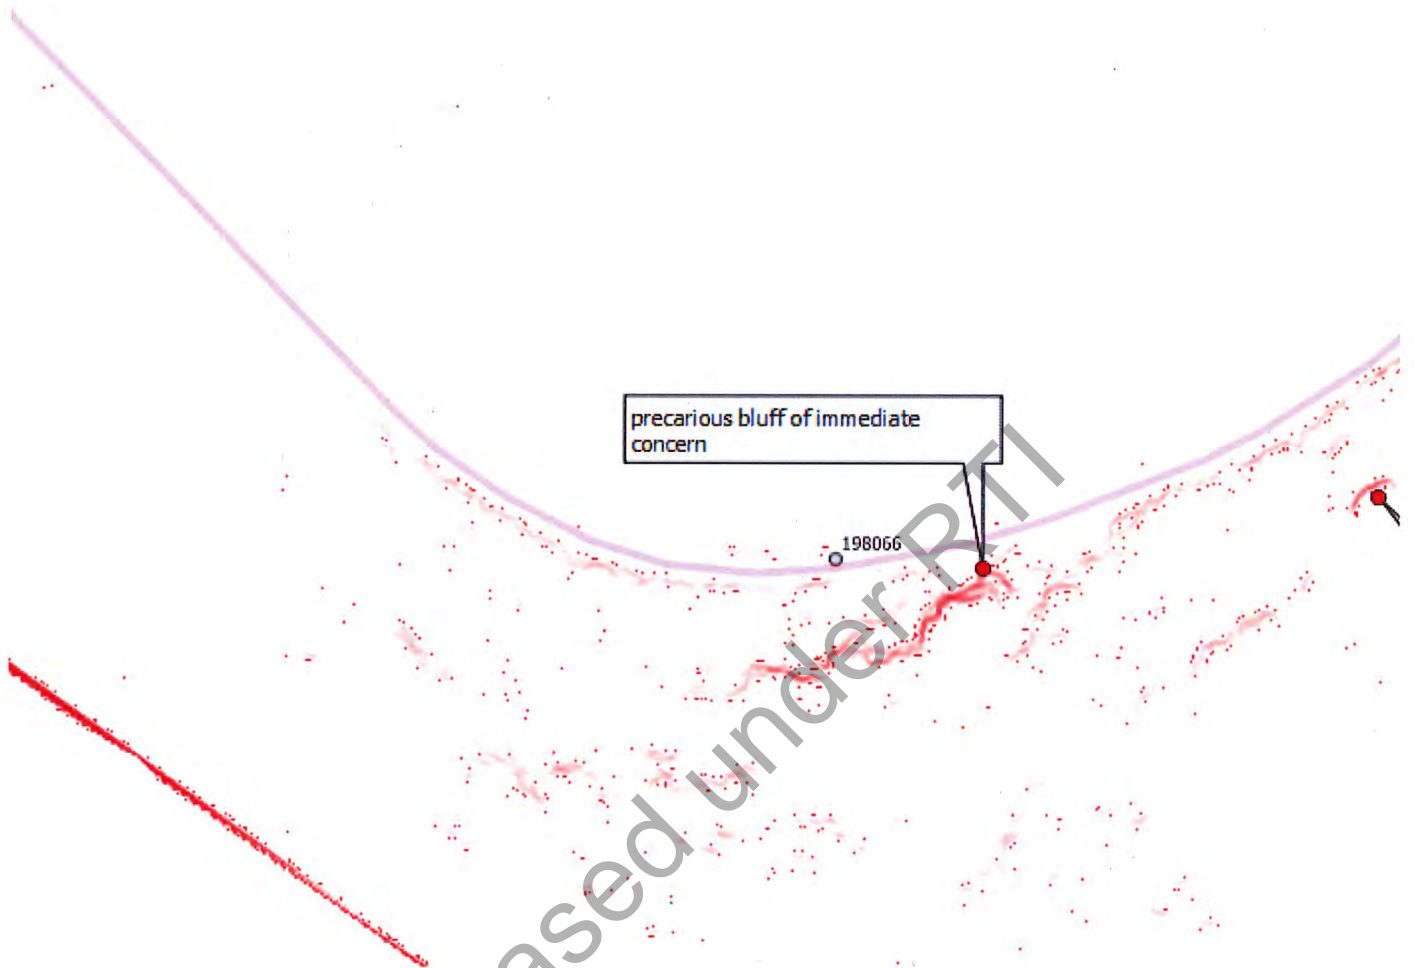 precarious bluff of immediate
concern
198066
ased under RTI